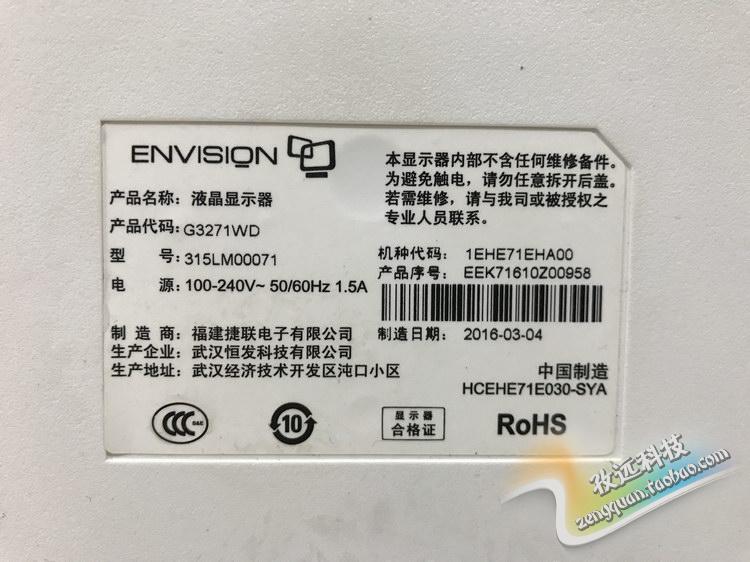 ENVISION
产品名称：液晶显示器
产品代码：G3271WD
型 号：315LM00071
电 源：100-240V~ 50/60Hz 1.5A
制 造 商：福建捷联电子有限公司
生产企业：武汉恒发科技有限公司
生产地址：武汉经济技术开发区沌口小区
本显示器内部不含任何维修备件。
为避免触电，请勿任意拆开后盖。
若需维修，请与我司或被授权之
专业人员联系。
机种代码：1EHE71EHA00
产品序号：EEK71610Z00958
制造日期：2016-03-04
中国制造
HCEHE71E030-SYA
CCC S&E
10
显示器
合格证
RoHS
孜远科技
zengquan.taobao.com